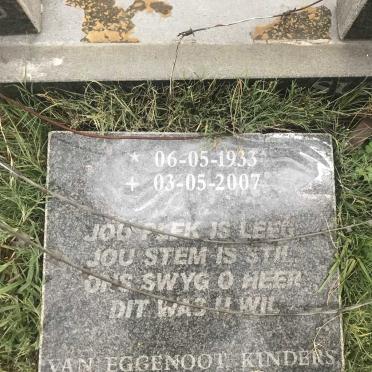 * 06-05-1933
+ 03-05-2007
JOU PLEK IS LEEG
JOU STEM IS STIL
ONS SWYG O HEER
DIT WAS U WIL
VAN EGGENOOT KINDERS